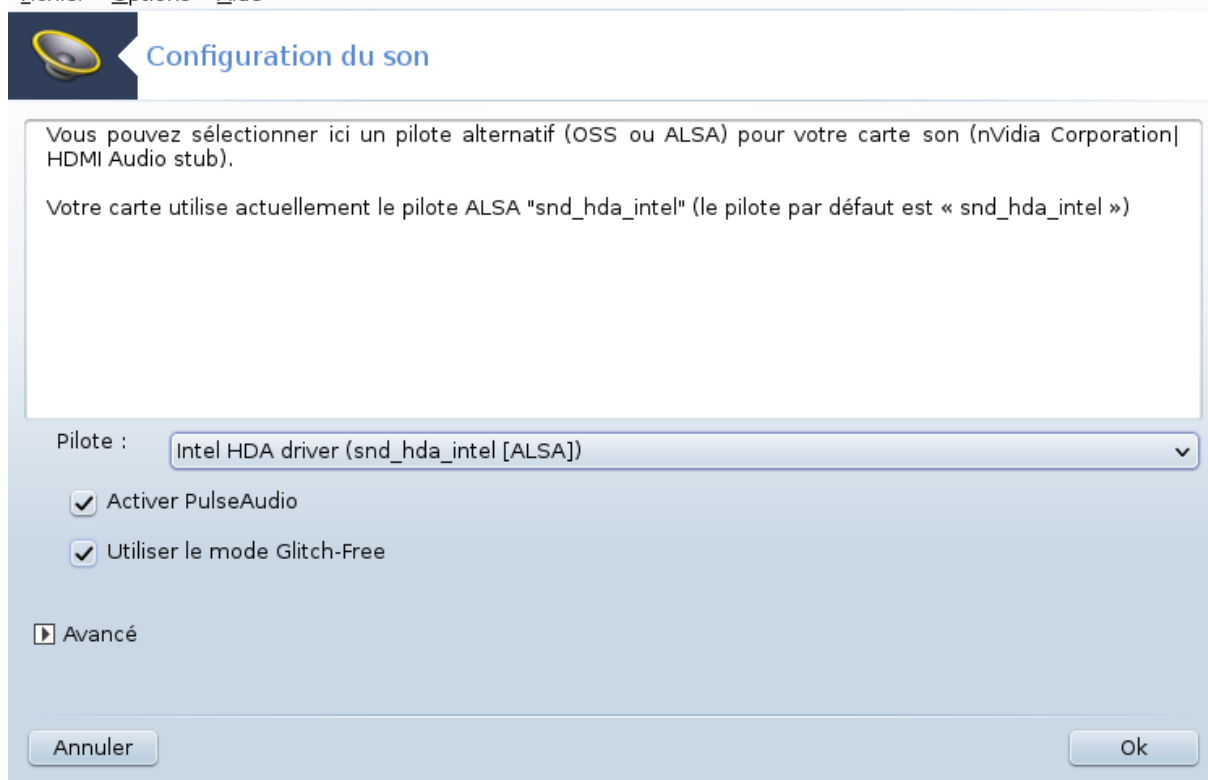 Configuration du son
Vous pouvez sélectionner ici un pilote alternatif (OSS ou ALSA) pour votre carte son (nVidia Corporation|
HDMI Audio stub).
Votre carte utilise actuellement le pilote ALSA "snd_hda_intel" (le pilote par défaut est « snd_hda_intel »)
Pilote :
Intel HDA driver (snd_hda_intel [ALSA])
Activer PulseAudio
Utiliser le mode Glitch-Free
Avancé
Annuler
Ok